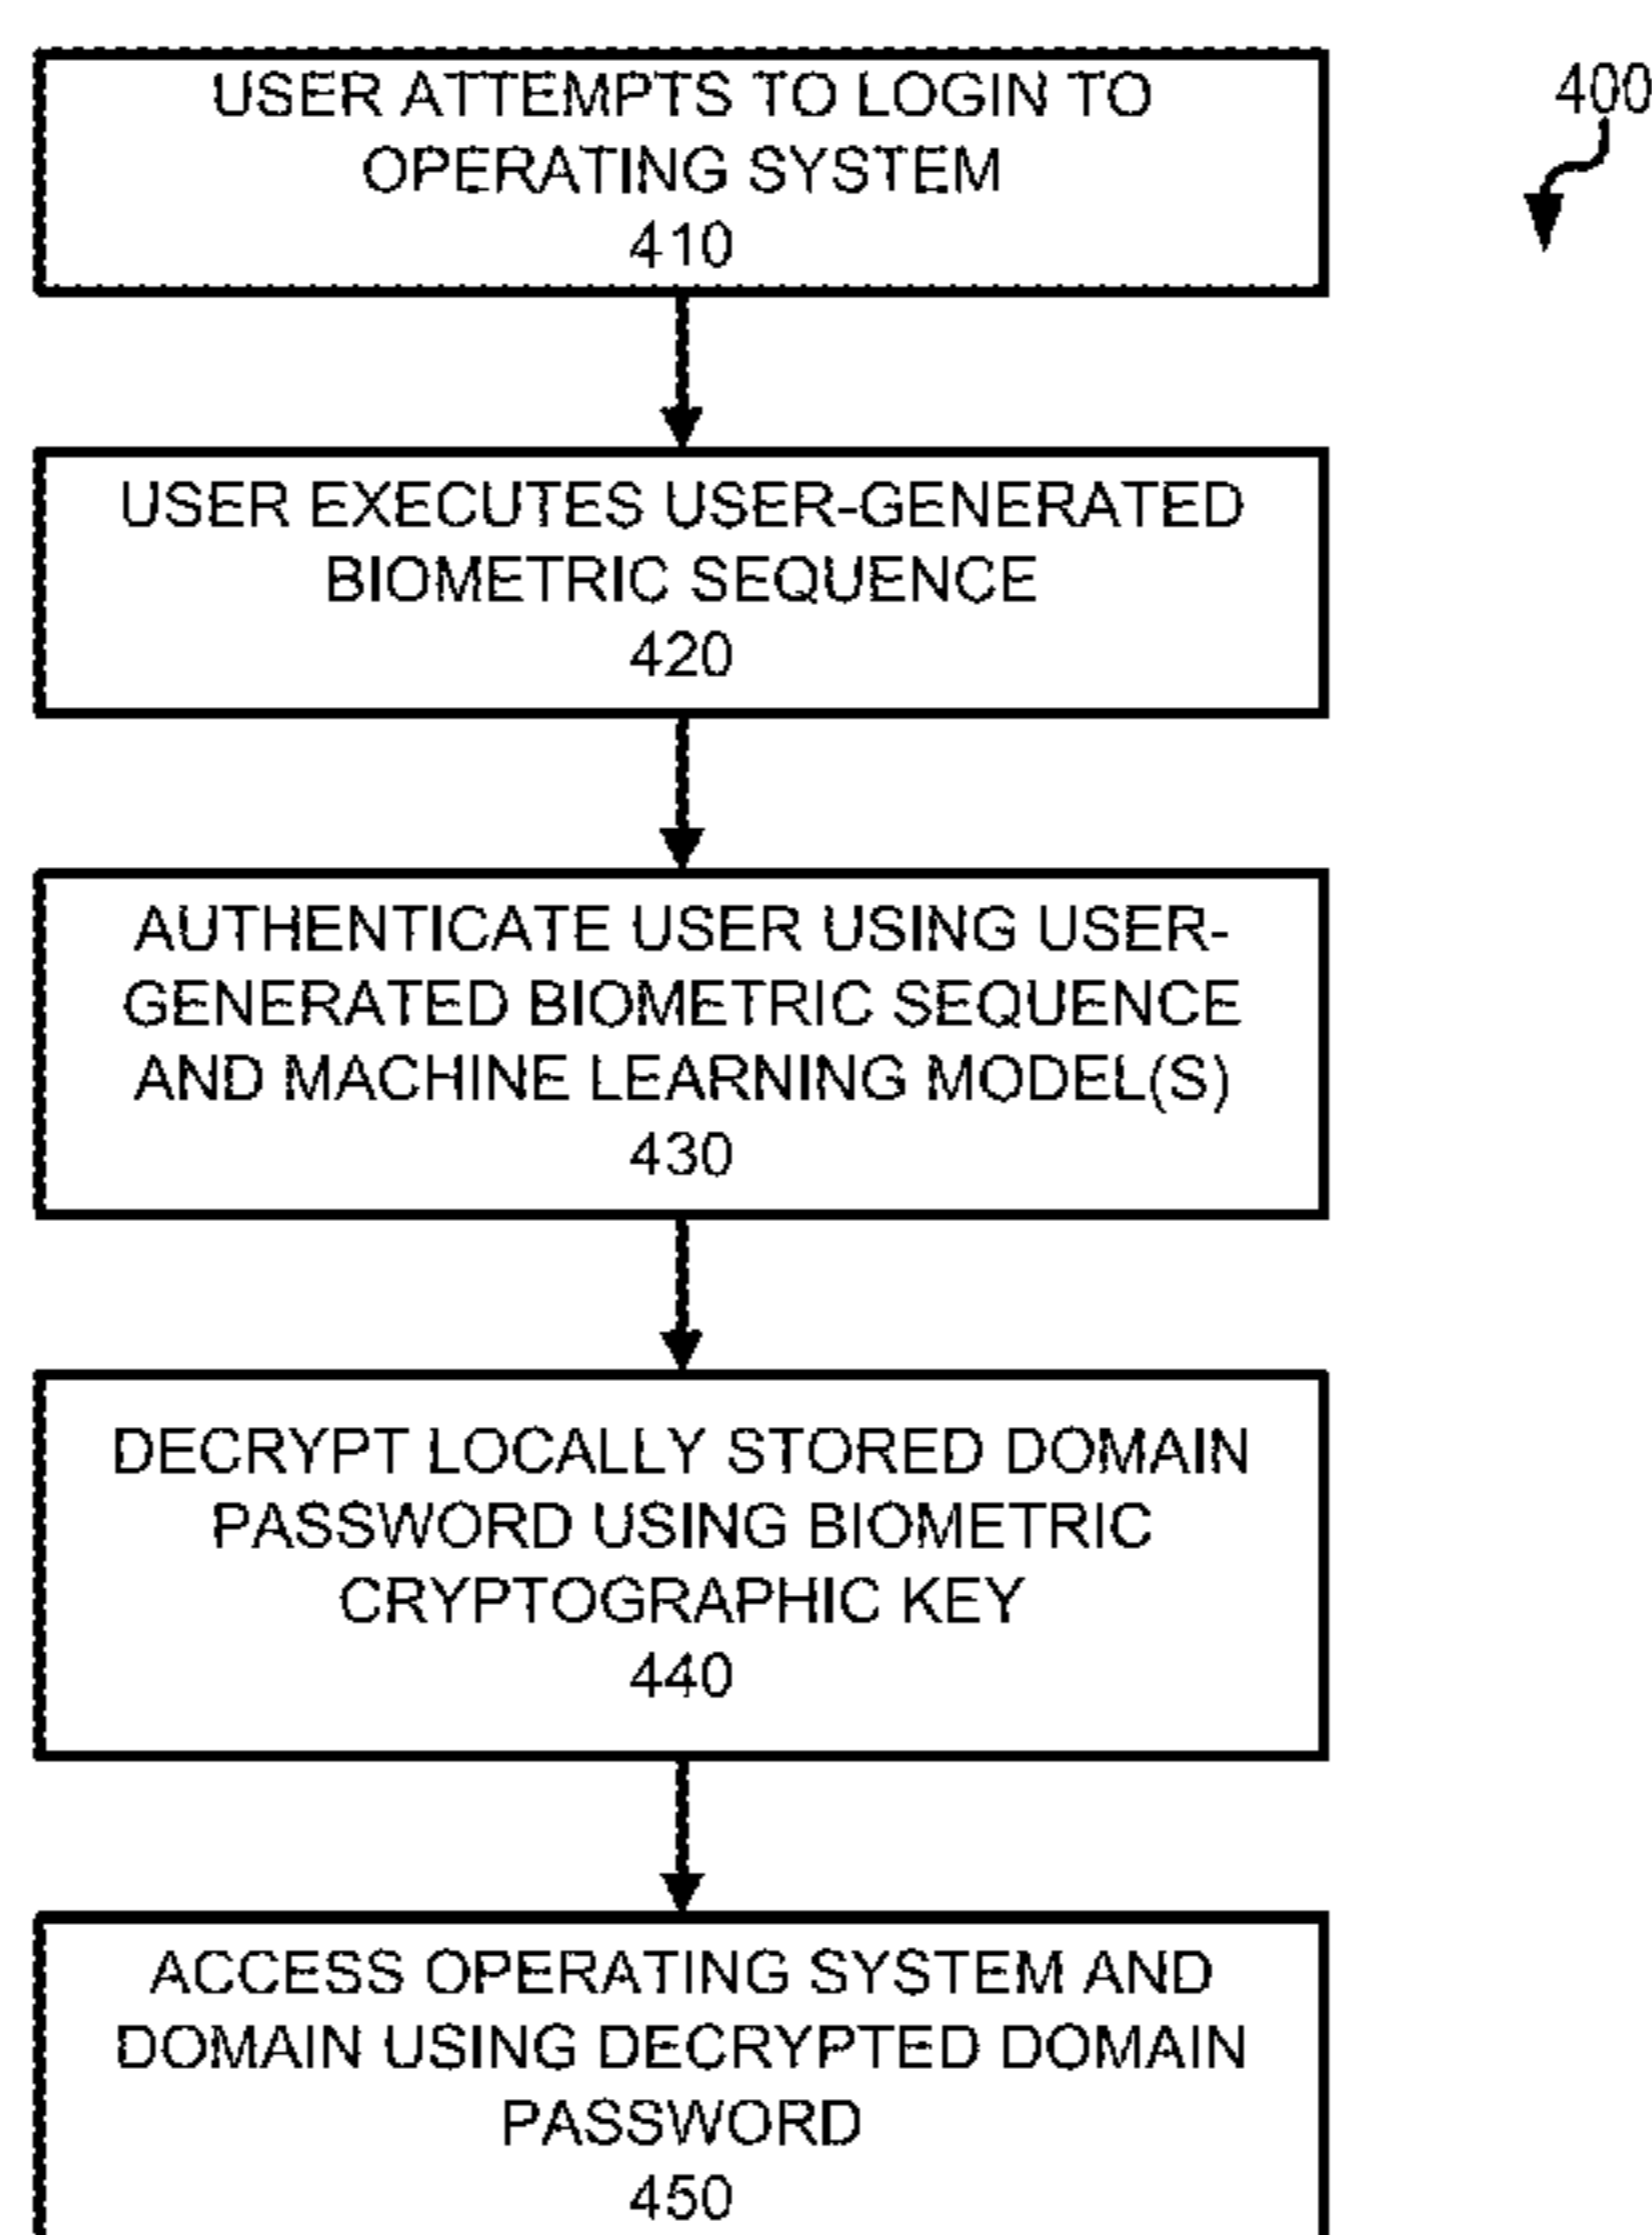 USER ATTEMPTS TO LOGIN TO
OPERATING SYSTEM
410
400
USER EXECUTES USER-GENERATED
BIOMETRIC SEQUENCE
420
AUTHENTICATE USER USING USER-
GENERATED BIOMETRIC SEQUENCE
AND MACHINE LEARNING MODEL(S)
430
DECRYPT LOCALLY STORED DOMAIN
PASSWORD USING BIOMETRIC
CRYPTOGRAPHIC KEY
440
ACCESS OPERATING SYSTEM AND
DOMAIN USING DECRYPTED DOMAIN
PASSWORD
450